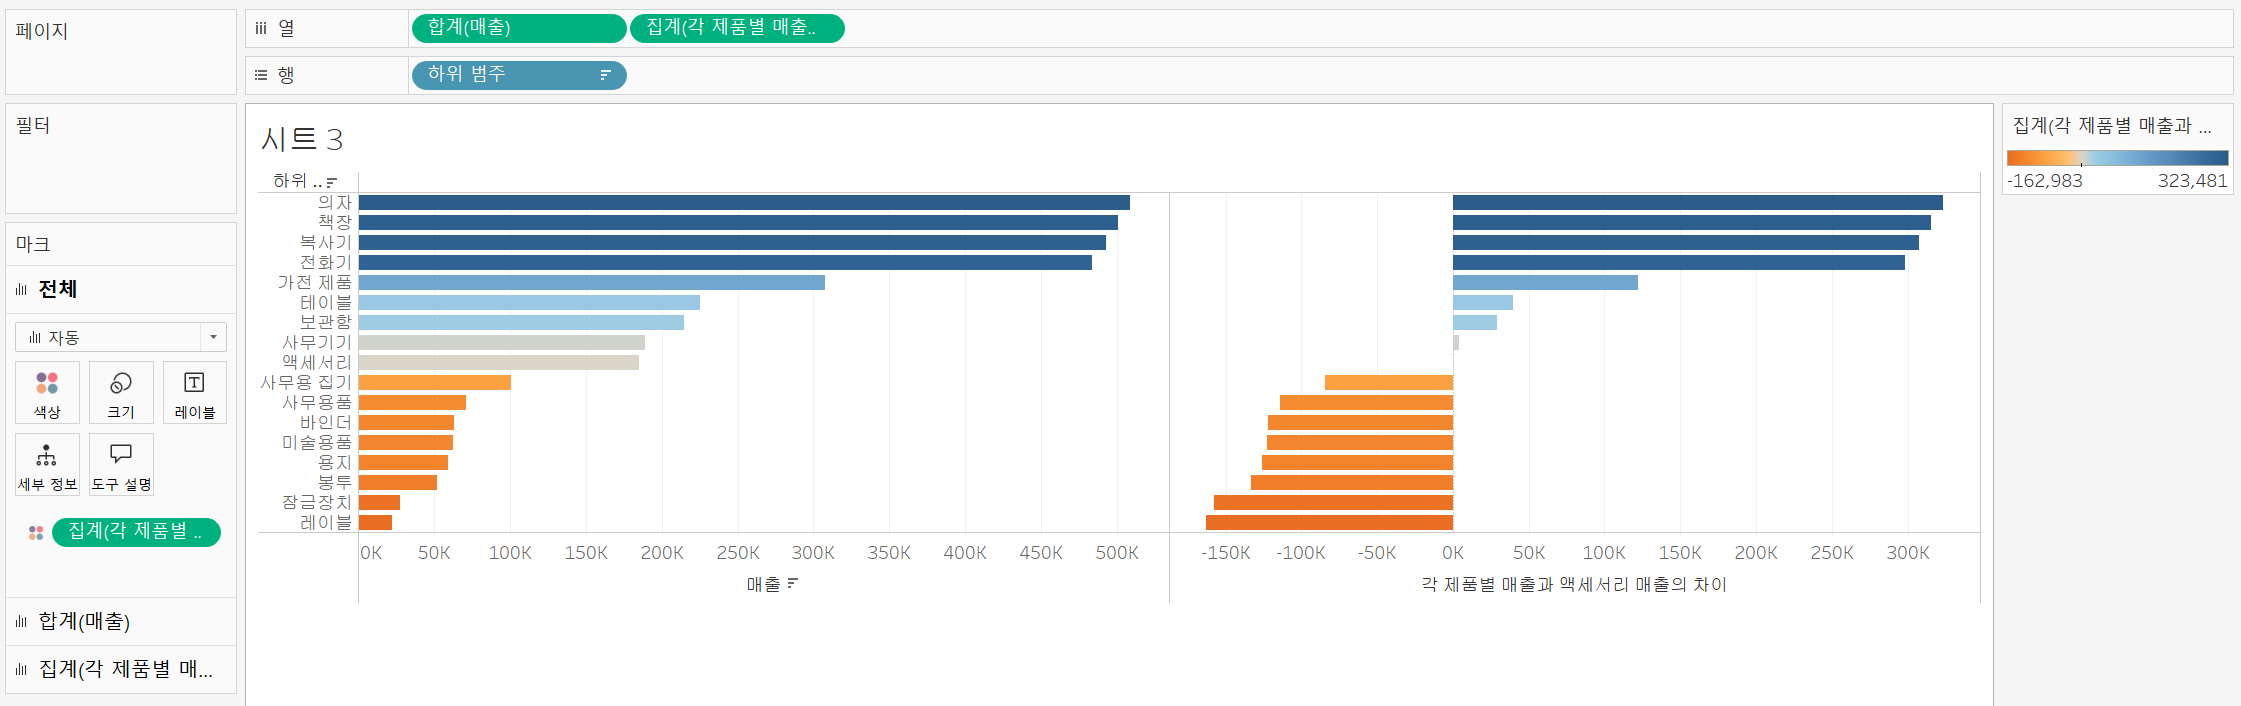 페이지
열
합계(매출)
집계(각 제품별 매출..
행
하위 범주
필터
시트 3
집계(각 제품별 매출과 ...
-162,983
323,481
마크
전체
자동
색상
크기
레이블
세부 정보
도구 설명
집계(각 제품별 ..
합계(매출)
집계(각 제품별 매...
하위 ..
의자
책장
복사기
전화기
가전 제품
테이블
보관함
사무기기
액세서리
사무용 집기
사무용품
바인더
미술용품
용지
봉투
잠금장치
레이블
0K 50K 100K 150K 200K 250K 300K 350K 400K 450K 500K
-150K -100K -50K 0K 50K 100K 150K 200K 250K 300K
매출
각 제품별 매출과 액세서리 매출의 차이